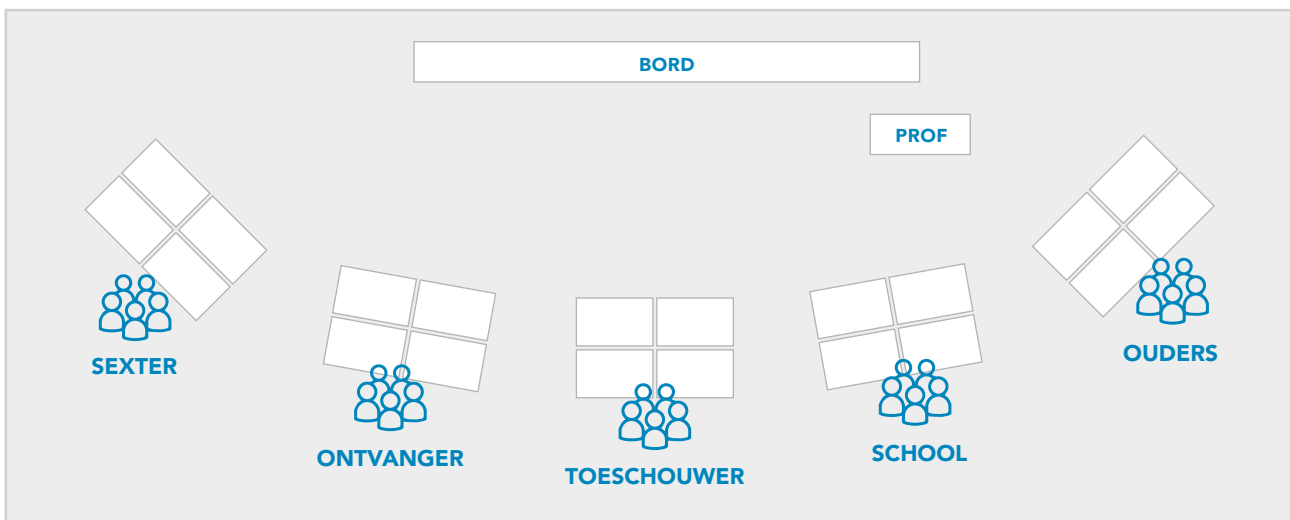 BORD
PROF
SEXTER
ONTVANGER
TOESCHOUWER
SCHOOL
OUDERS